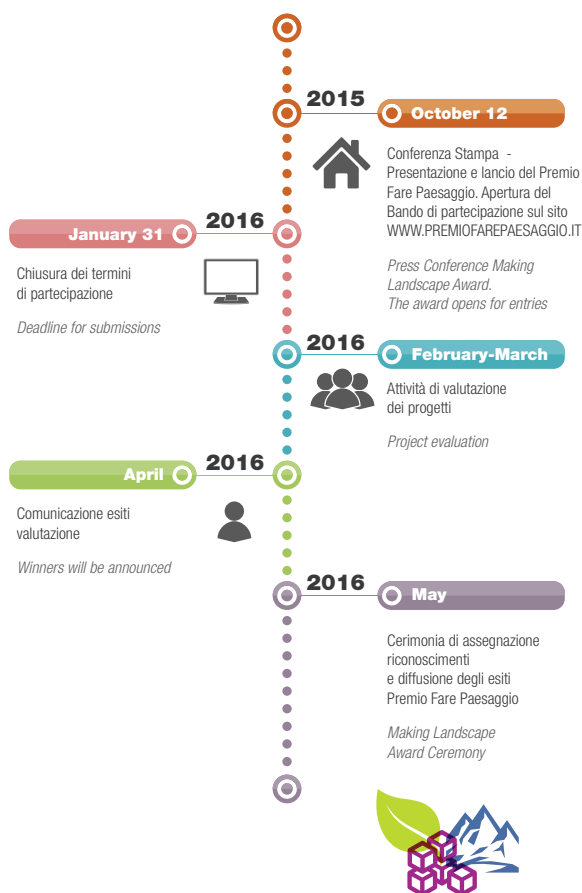 2015
October 12
Conferenza Stampa -
Presentazione e lancio del Premio
Fare Paesaggio. Apertura del
Bando di partecipazione sul sito
WWW.PREMIOFAREPAESAGGIO.IT
Press Conference Making
Landscape Award.
The award opens for entries
2016
January 31
Chiusura dei termini
di partecipazione
Deadline for submissions
2016
February-March
Attività di valutazione
dei progetti
Project evaluation
2016
April
Comunicazione esiti
valutazione
Winners will be announced
2016
May
Cerimonia di assegnazione
riconoscimenti
e diffusione degli esiti
Premio Fare Paesaggio
Making Landscape
Award Ceremony